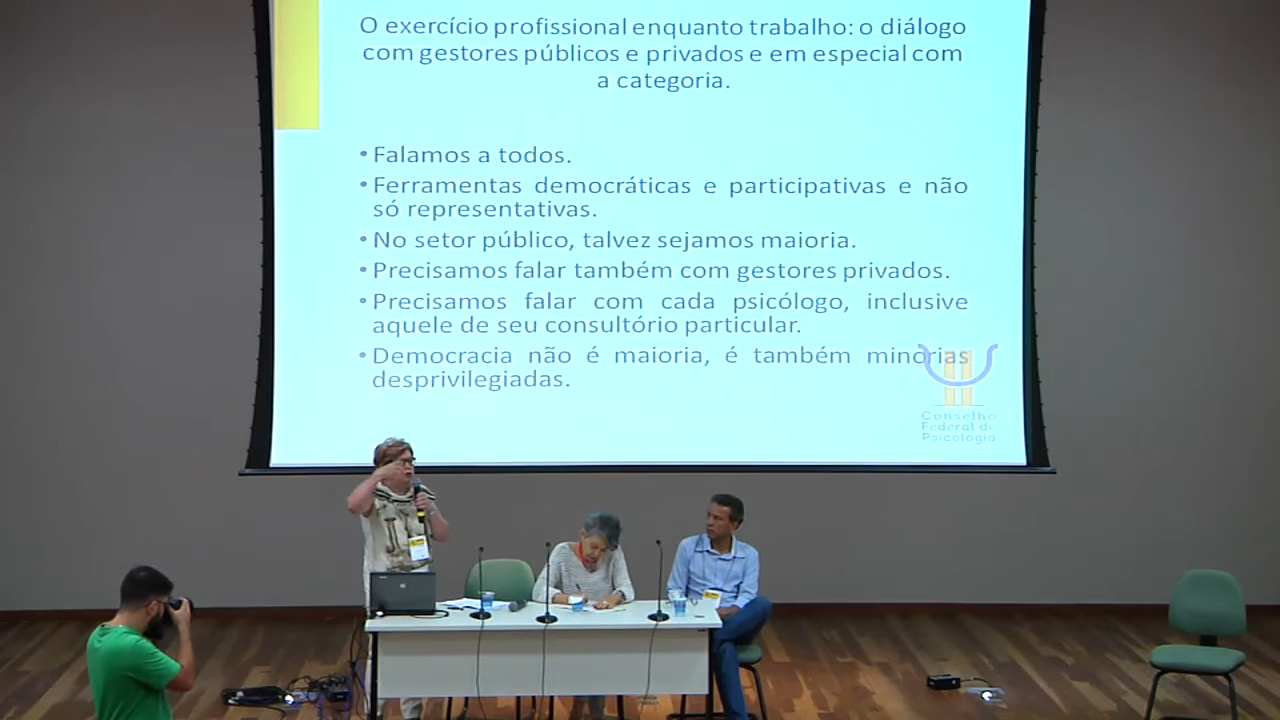 O exercício profissional enquanto trabalho: o diálogo
com gestores públicos e privados e em especial com
a categoria.
• Falamos a todos.
• Ferramentas democráticas e participativas e não
só representativas.
• No setor público, talvez sejamos maioria.
• Precisamos falar também com gestores privados.
• Precisamos falar com cada psicólogo, inclusive
aquele de seu consultório particular.
• Democracia não é maioria, é também minorias
desprivilegiadas.
Conselho
Federal de
Psicologia